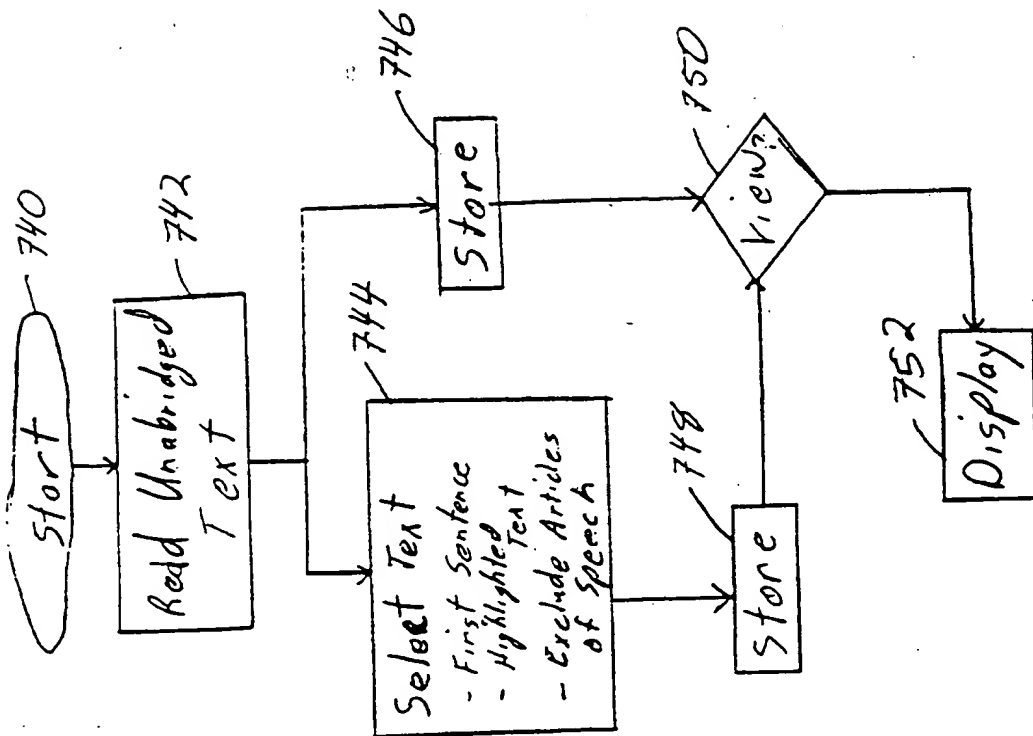 Start
740
Read Unabridged
Text
742
Select Text
- First Sentence
- Highlighted
Text
- Exclude Articles
of Speech
744
Store
746
Store
748
View?
750
Display
752